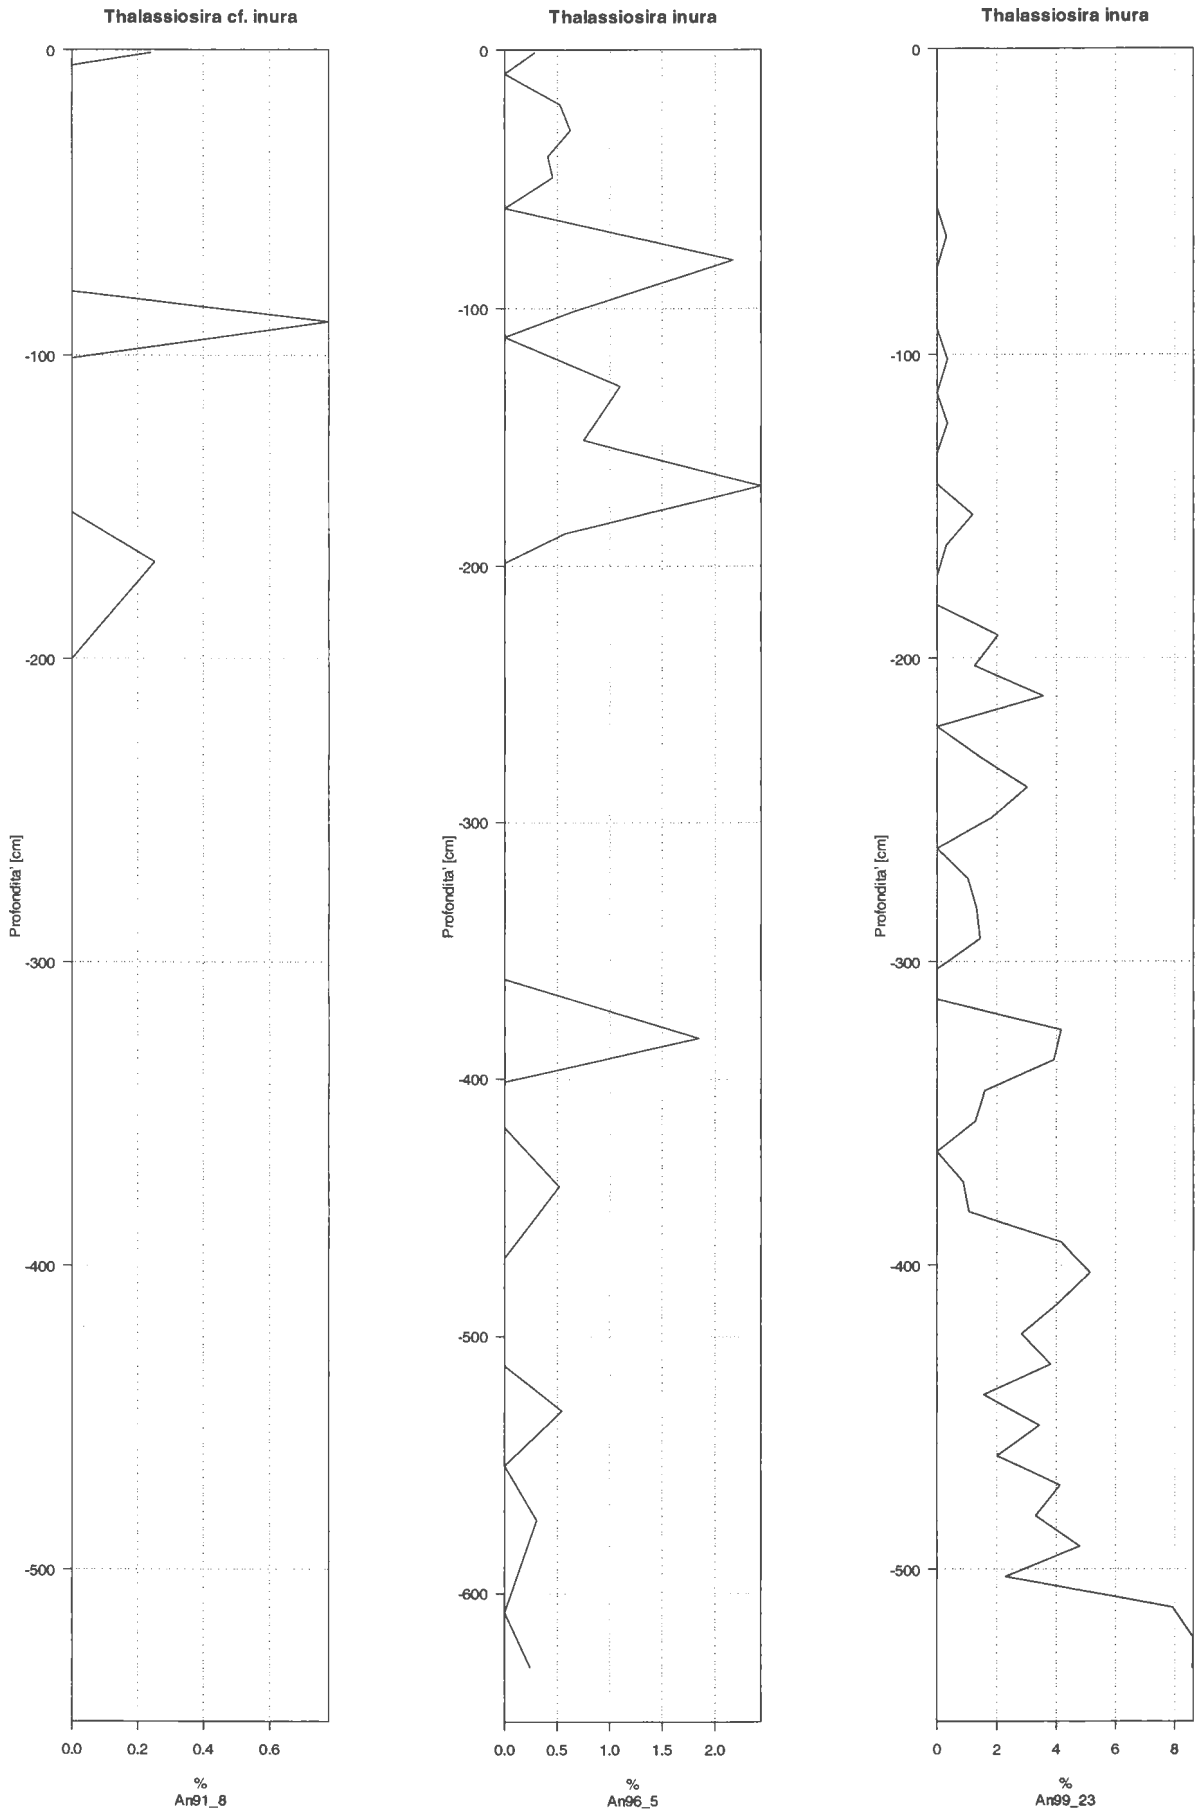 Thalassiosira cf. inura
0
-100
-200
-300
-400
-500
Profondita' [cm]
0.0 0.2 0.4 0.6
%
An91_8
Thalassiosira inura
0
-100
-200
-300
-400
-500
-600
Profondita' [cm]
0.0 0.5 1.0 1.5 2.0
%
An96_5
Thalassiosira inura
0
-100
-200
-300
-400
-500
Profondita' [cm]
0 2 4 6 8
%
An99_23